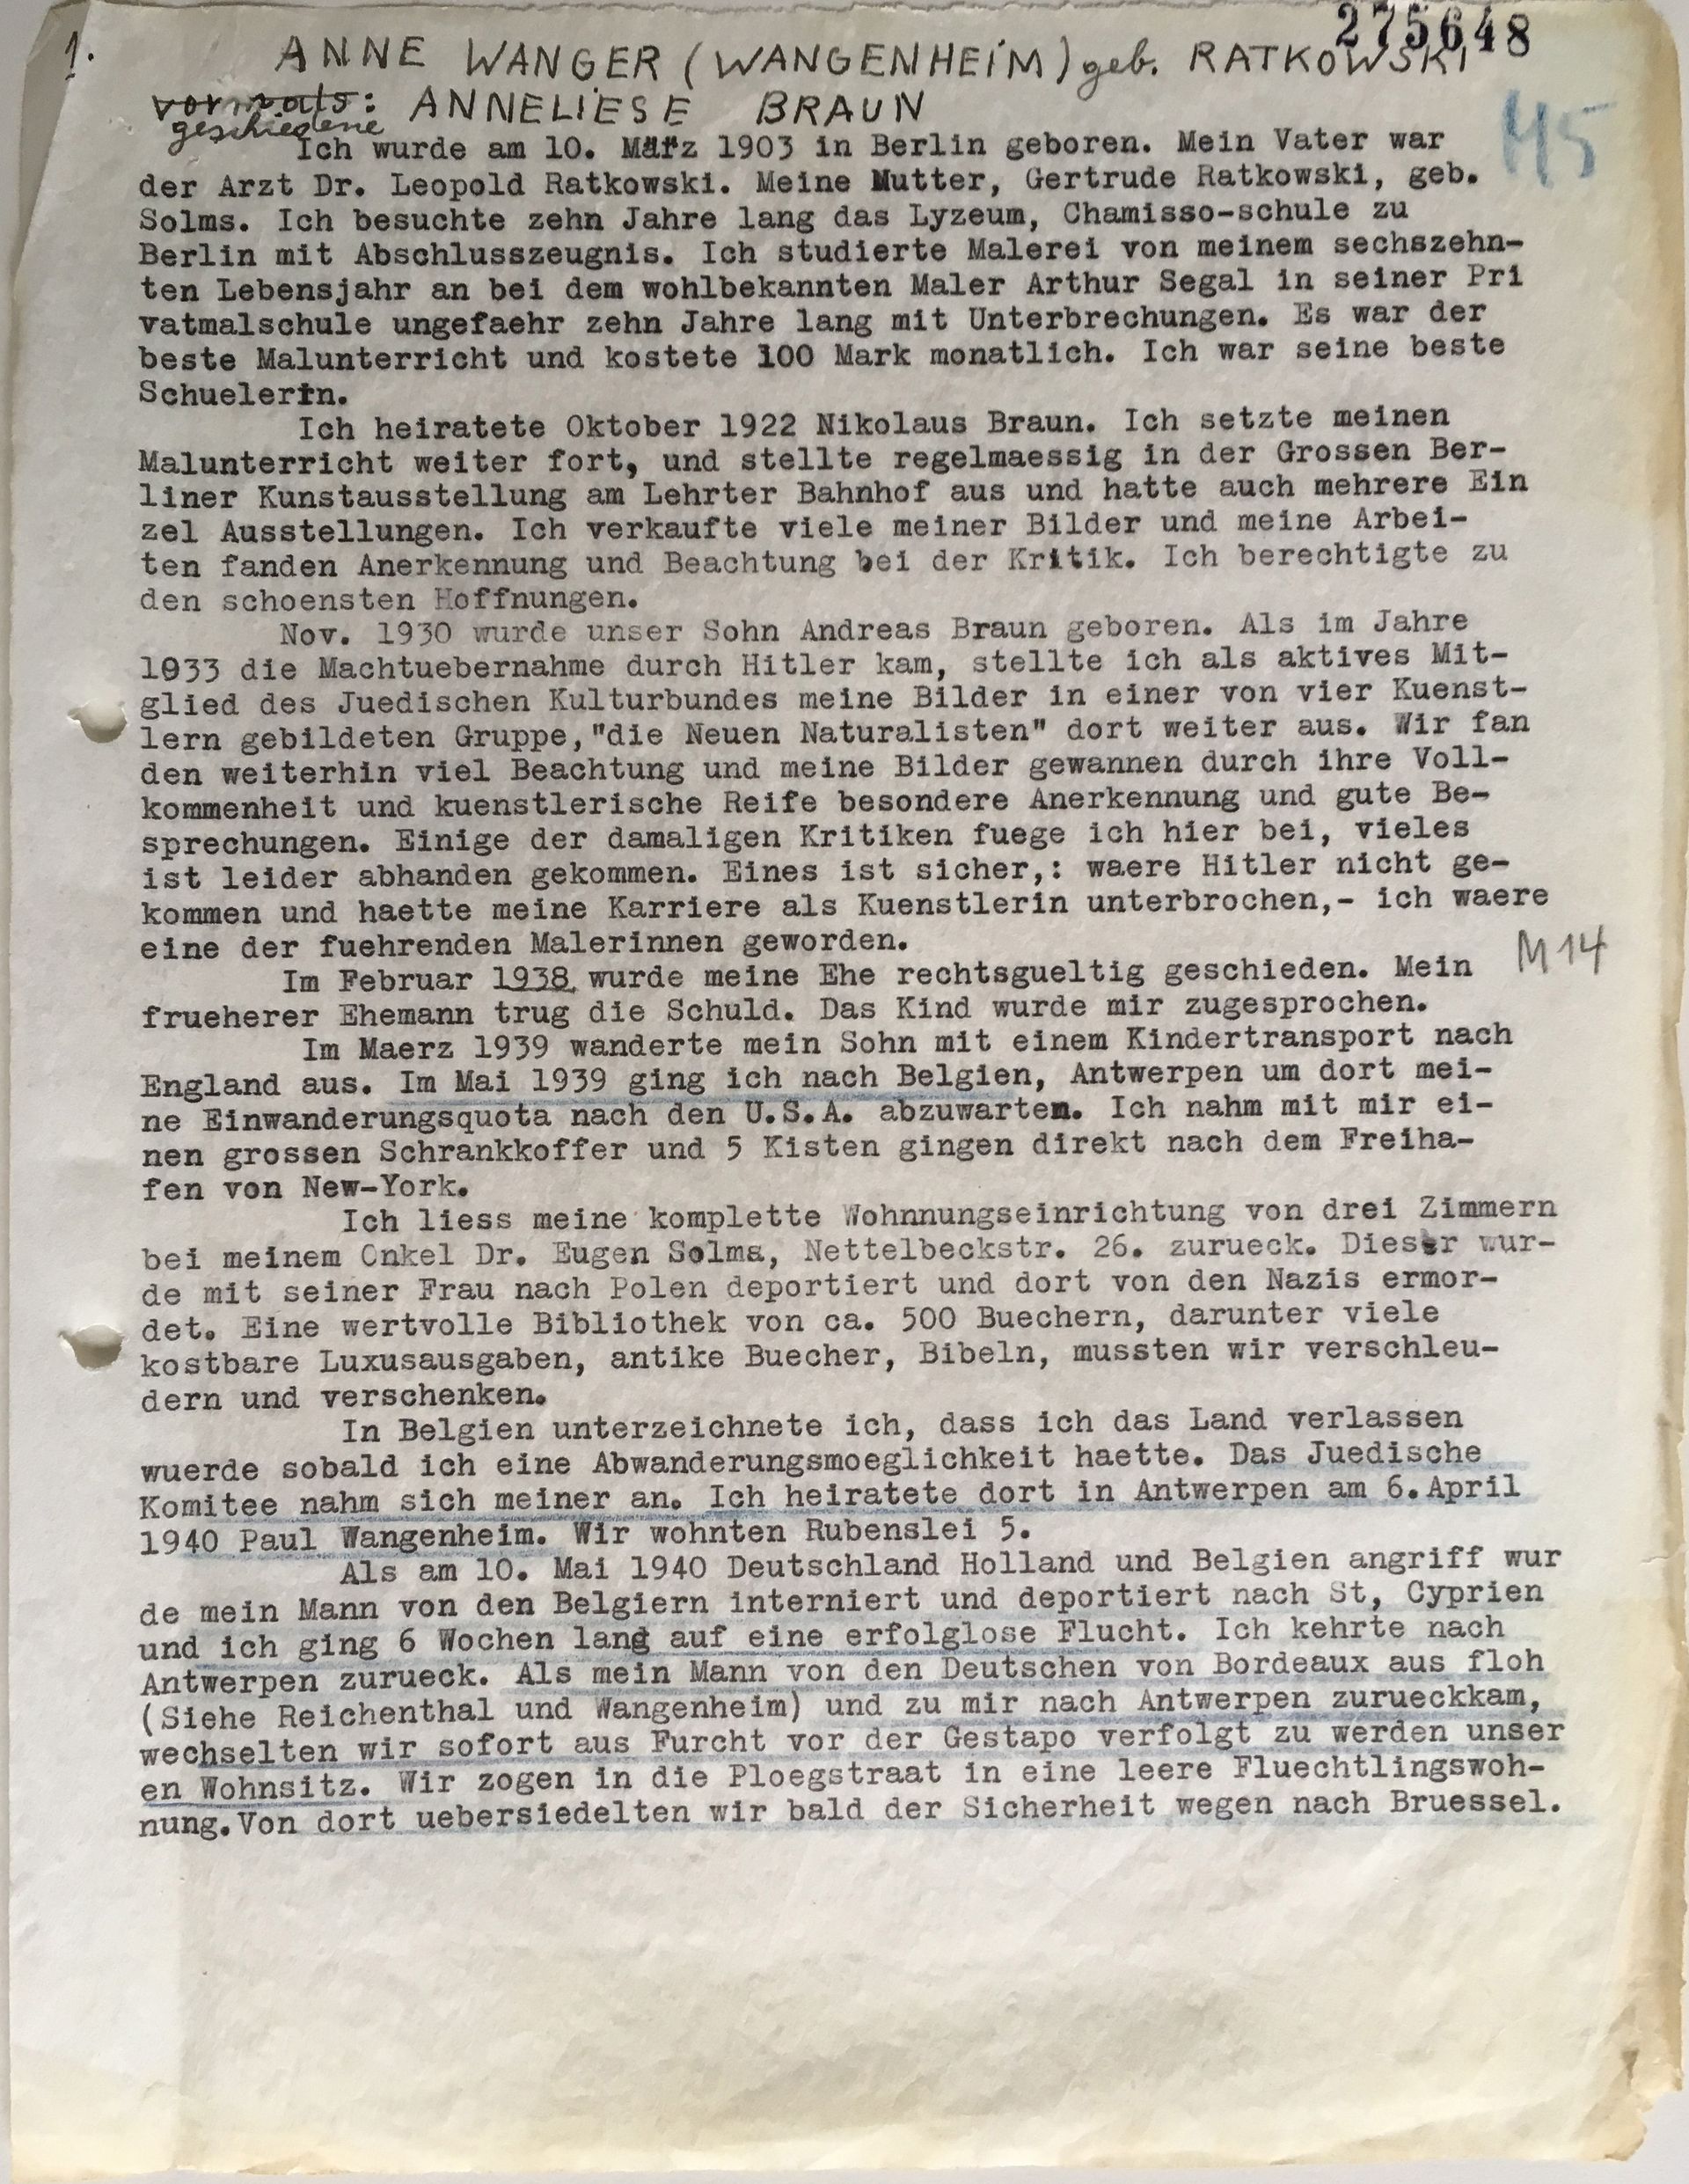 275648
1.
ANNE WANGER (WANGENHEIM) geb. RATKOWSKI
vormals: ANNELIESE BRAUN
geschiedene
M5
Ich wurde am 10. März 1903 in Berlin geboren. Mein Vater war
der Arzt Dr. Leopold Ratkowski. Meine Mutter, Gertrude Ratkowski, geb.
Solms. Ich besuchte zehn Jahre lang das Lyzeum, Chamisso-schule zu
Berlin mit Abschlusszeugnis. Ich studierte Malerei von meinem sechszehn-
ten Lebensjahr an bei dem wohlbekannten Maler Arthur Segal in seiner Pri
vatmalschule ungefaehr zehn Jahre lang mit Unterbrechungen. Es war der
beste Malunterricht und kostete 100 Mark monatlich. Ich war seine beste
Schuelerin.
Ich heiratete Oktober 1922 Nikolaus Braun. Ich setzte meinen
Malunterricht weiter fort, und stellte regelmaessig in der Grossen Ber-
liner Kunstausstellung am Lehrter Bahnhof aus und hatte auch mehrere Ein
zel Ausstellungen. Ich verkaufte viele meiner Bilder und meine Arbei-
ten fanden Anerkennung und Beachtung bei der Kritik. Ich berechtigte zu
den schoensten Hoffnungen.
Nov. 1930 wurde unser Sohn Andreas Braun geboren. Als im Jahre
1933 die Machtuebernahme durch Hitler kam, stellte ich als aktives Mit-
glied des Juedischen Kulturbundes meine Bilder in einer von vier Kuenst-
lern gebildeten Gruppe,"die Neuen Naturalisten" dort weiter aus. Wir fan
den weiterhin viel Beachtung und meine Bilder gewannen durch ihre Voll-
kommenheit und kuenstlerische Reife besondere Anerkennung und gute Be-
sprechungen. Einige der damaligen Kritiken fuege ich hier bei, vieles
ist leider abhanden gekommen. Eines ist sicher,: waere Hitler nicht ge-
kommen und haette meine Karriere als Kuenstlerin unterbrochen,- ich waere
eine der fuehrenden Malerinnen geworden.
Im Februar 1938 wurde meine Ehe rechtsgueltig geschieden. Mein M14
frueherer Ehemann trug die Schuld. Das Kind wurde mir zugesprochen.
Im Maerz 1939 wanderte mein Sohn mit einem Kindertransport nach
England aus. Im Mai 1939 ging ich nach Belgien, Antwerpen um dort mei-
ne Einwanderungsquota nach den U.S.A. abzuwarten. Ich nahm mit mir ei-
nen grossen Schrankkoffer und 5 Kisten gingen direkt nach dem Freiha-
fen von New-York.
Ich liess meine komplette Wohnnungseinrichtung von drei Zimmern
bei meinem Onkel Dr. Eugen Solms, Nettelbeckstr. 26. zurueck. Dieser wur-
de mit seiner Frau nach Polen deportiert und dort von den Nazis ermor-
det. Eine wertvolle Bibliothek von ca. 500 Buechern, darunter viele
kostbare Luxusausgaben, antike Buecher, Bibeln, mussten wir verschleu-
dern und verschenken.
In Belgien unterzeichnete ich, dass ich das Land verlassen
wuerde sobald ich eine Abwanderungsmoeglichkeit haette. Das Juedische
Komitee nahm sich meiner an. Ich heiratete dort in Antwerpen am 6.April
1940 Paul Wangenheim. Wir wohnten Rubenslei 5.
Als am 10. Mai 1940 Deutschland Holland und Belgien angriff wur
de mein Mann von den Belgiern interniert und deportiert nach St, Cyprien
und ich ging 6 Wochen lang auf eine erfolglose Flucht. Ich kehrte nach
Antwerpen zurueck. Als mein Mann von den Deutschen von Bordeaux aus floh
(Siehe Reichenthal und Wangenheim) und zu mir nach Antwerpen zurueckkam,
wechselten wir sofort aus Furcht vor der Gestapo verfolgt zu werden unser
en Wohnsitz. Wir zogen in die Ploegstraat in eine leere Fluechtlingswoh-
nung.Von dort uebersiedelten wir bald der Sicherheit wegen nach Bruessel.